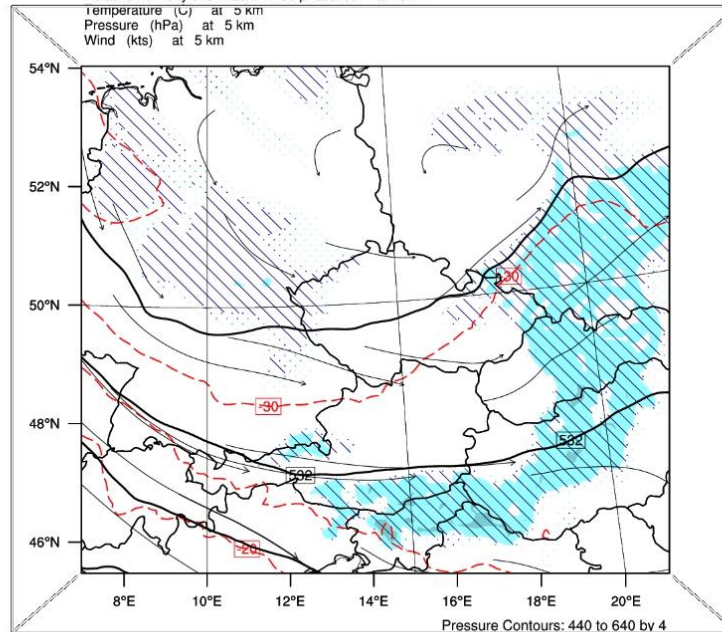 Temperature (C) at 5 km
Pressure (hPa) at 5 km
Wind (kts) at 5 km
54°N
52°N
50°N
48°N
46°N
-30
-30
532
532
-20
8°E 10°E 12°E 14°E 16°E 18°E 20°E
Pressure Contours: 440 to 640 by 4